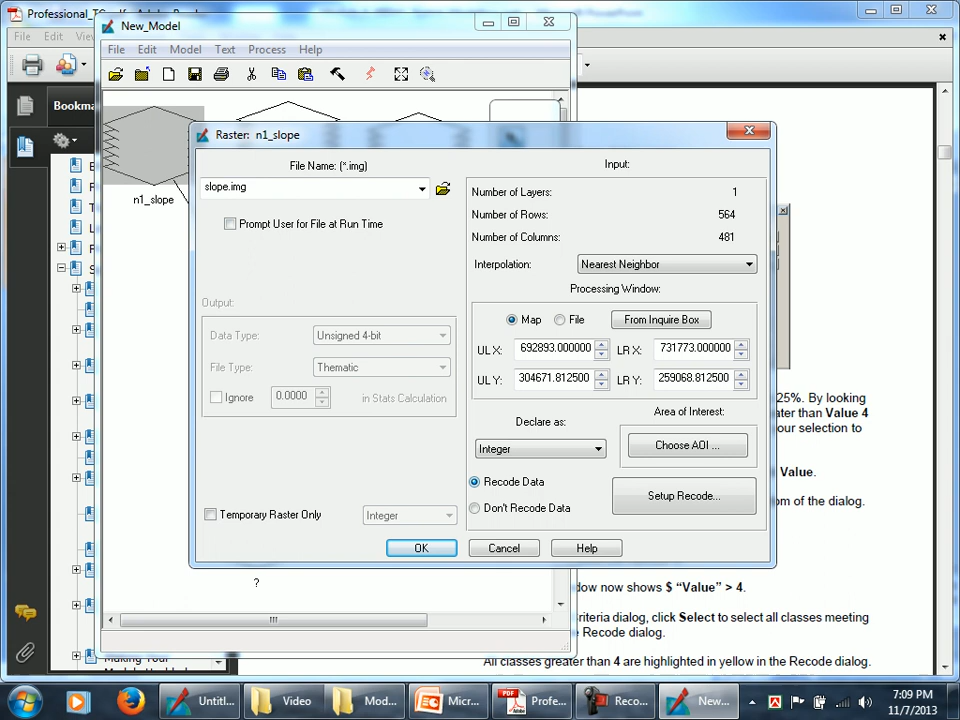 Professional_TG
New_Model
File Edit View
File Edit Model Text Process Help
Bookma
Raster: n1_slope
n1_slope
File Name: (*.img)
slope.img
Prompt User for File at Run Time
Output:
Data Type: Unsigned 4-bit
File Type: Thematic
Ignore 0.0000 in Stats Calculation
Temporary Raster Only Integer
Input:
Number of Layers: 1
Number of Rows: 564
Number of Columns: 481
Interpolation: Nearest Neighbor
Processing Window:
Map File From Inquire Box
UL X: 692893.000000 LR X: 731773.000000
UL Y: 304671.812500 LR Y: 259068.812500
Declare as:
Integer
Area of Interest:
Choose AOI ...
Recode Data
Don't Recode Data
Setup Recode...
OK Cancel Help
?
25%. By looking
ater than Value 4
our selection to
Value.
om of the dialog.
dow now shows $ “Value” > 4.
Criteria dialog, click Select to select all classes meeting
e Recode dialog.
All classes greater than 4 are highlighted in yellow in the Recode dialog.
Making Your
Untitl... Video Mod... Micr... Profe... Reco... New...
7:09 PM
11/7/2013